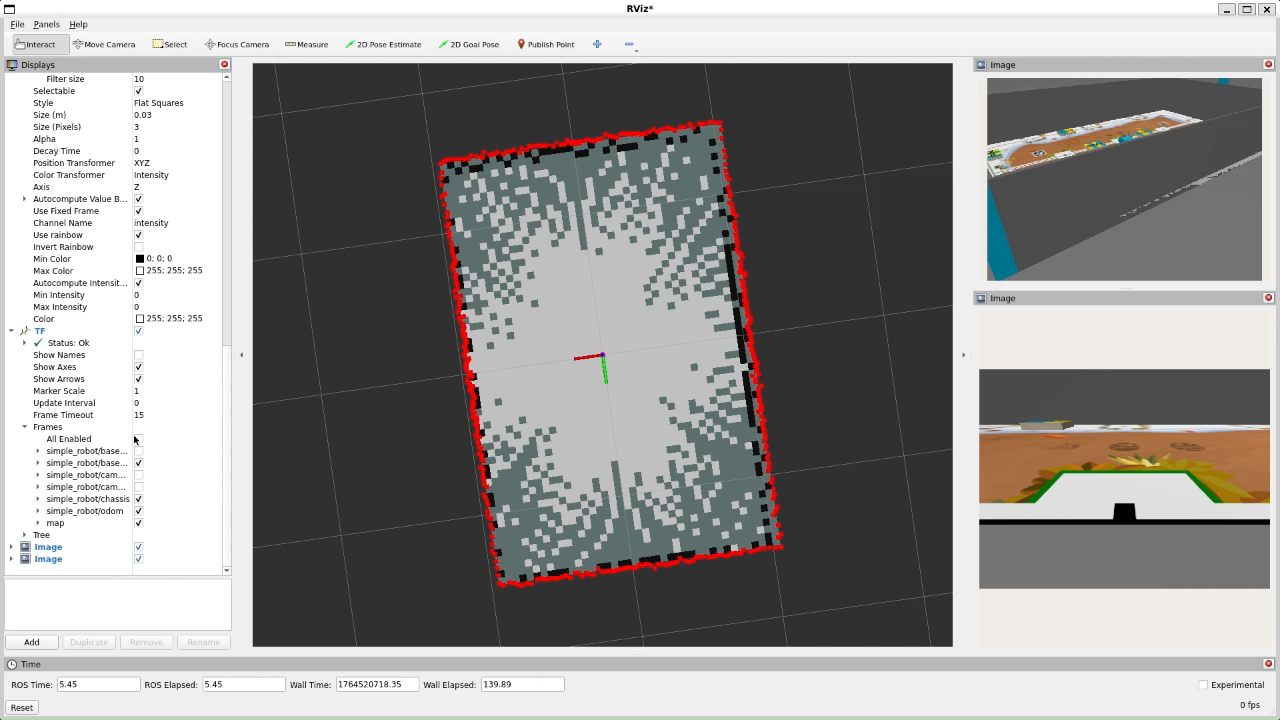 RViz*
File Panels Help
Interact Move Camera Select Focus Camera Measure 2D Pose Estimate 2D Goal Pose Publish Point
Displays
Filter size 10
Selectable
Style Flat Squares
Size (m) 0.03
Size (Pixels) 3
Alpha 1
Decay Time 0
Position Transformer XYZ
Color Transformer Intensity
Axis Z
Autocompute Value B...
Use Fixed Frame
Channel Name intensity
Use rainbow
Invert Rainbow
Min Color 0; 0; 0
Max Color 255; 255; 255
Autocompute Intensit...
Min Intensity 0
Max Intensity 0
Color 255; 255; 255
TF
Status: Ok
Show Names
Show Axes
Show Arrows
Marker Scale 1
Update Interval 0
Frame Timeout 15
Frames
All Enabled
simple_robot/base...
simple_robot/base...
simple_robot/cam...
simple_robot/cam...
simple_robot/chassis
simple_robot/odom
map
Tree
Image
Image
Add Duplicate Remove Rename
Image
Image
Time
ROS Time: 5.45 ROS Elapsed: 5.45 Wall Time: 1764520718.35 Wall Elapsed: 139.89 Experimental
Reset 0 fps